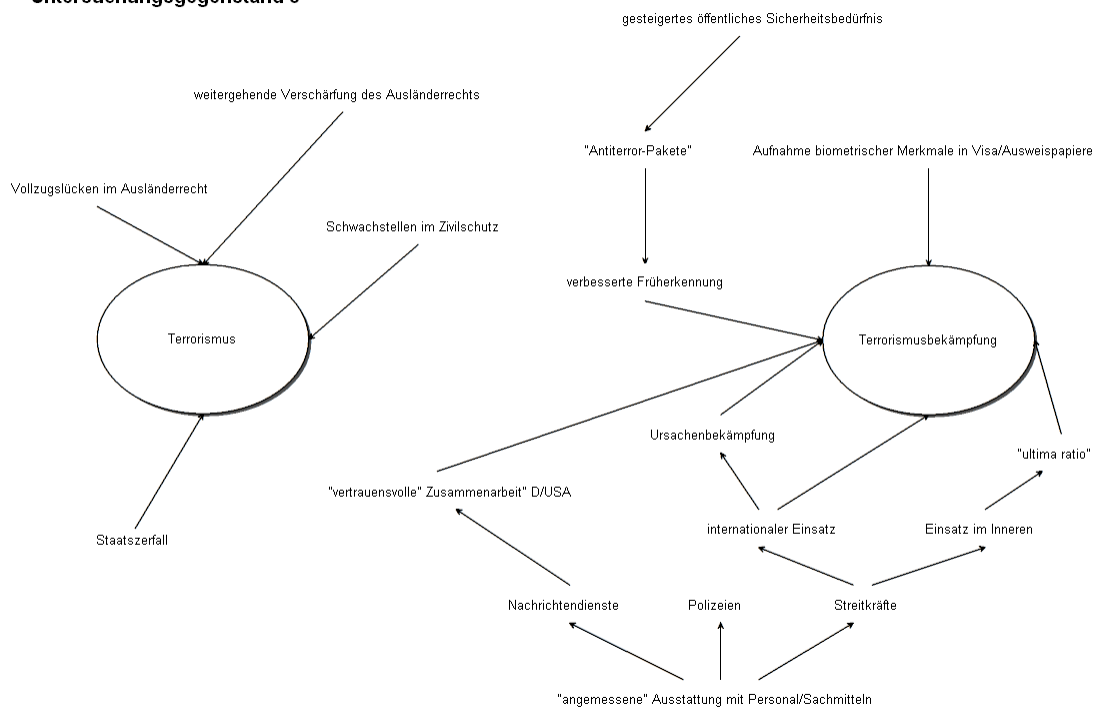 gesteigertes öffentliches Sicherheitsbedürfnis
weitergehende Verschärfung des Ausländerrechts
"Antiterror-Pakete"
Aufnahme biometrischer Merkmale in Visa/Ausweispapiere
Vollzugslücken im Ausländerrecht
Schwachstellen im Zivilschutz
verbesserte Früherkennung
Terrorismus
Terrorismusbekämpfung
Ursachenbekämpfung
"ultima ratio"
"vertrauensvolle" Zusammenarbeit" D/USA
internationaler Einsatz
Einsatz im Inneren
Staatszerfall
Nachrichtendienste
Polizeien
Streitkräfte
"angemessene" Ausstattung mit Personal/Sachmitteln